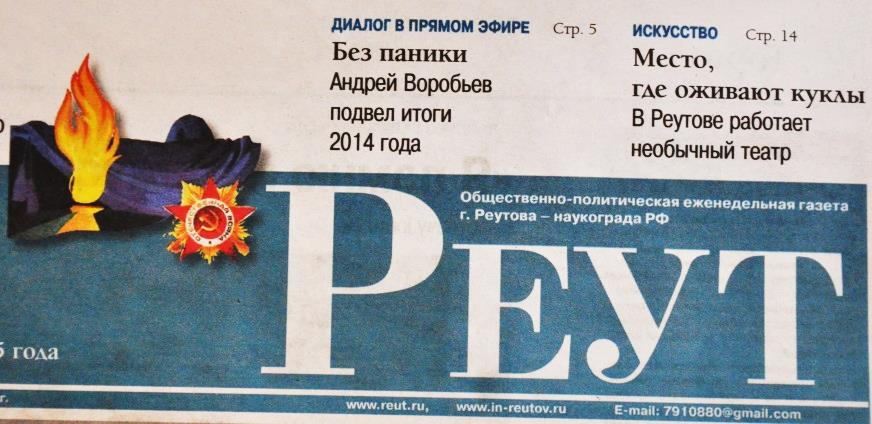 ДИАЛОГ В ПРЯМОМ ЭФИРЕ Стр. 5
Без паники
Андрей Воробьев
подвел итоги
2014 года
ИСКУССТВО Стр. 14
Место,
где оживают куклы
В Реутове работает
необычный театр
ОТЕЧЕСТВЕННАЯ ВОЙНА
РЕУТ
Общественно-политическая еженедельная газета
г. Реутова – наукограда РФ
года
г.
www.reut.ru, www.in-reutov.ru E-mail: 7910880@gmail.com